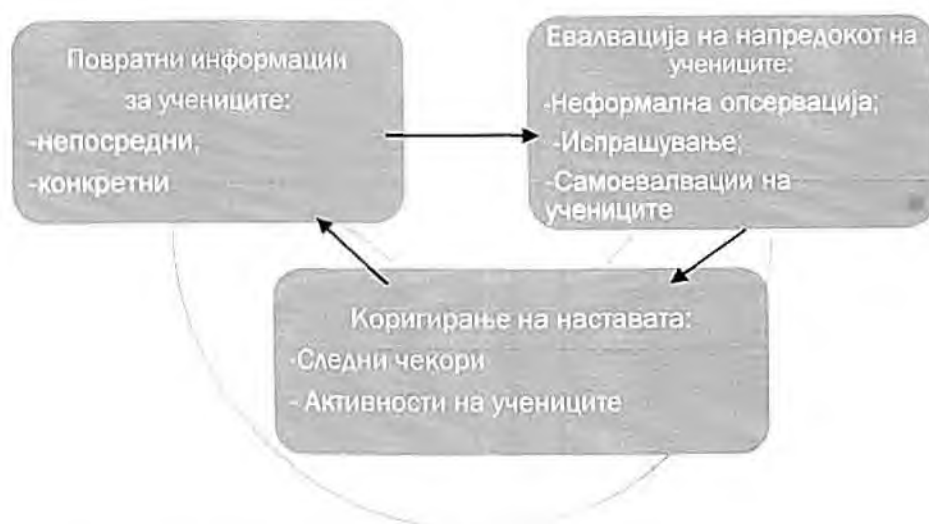 Повратни информации
за учениците:
-непосредни;
-конкретни
Евалвација на напредокот на
учениците:
-Неформална опсервација;
-Испрашување;
-Самоевалвации на
учениците
Коригирање на наставата:
-Следни чекори
- Активности на учениците